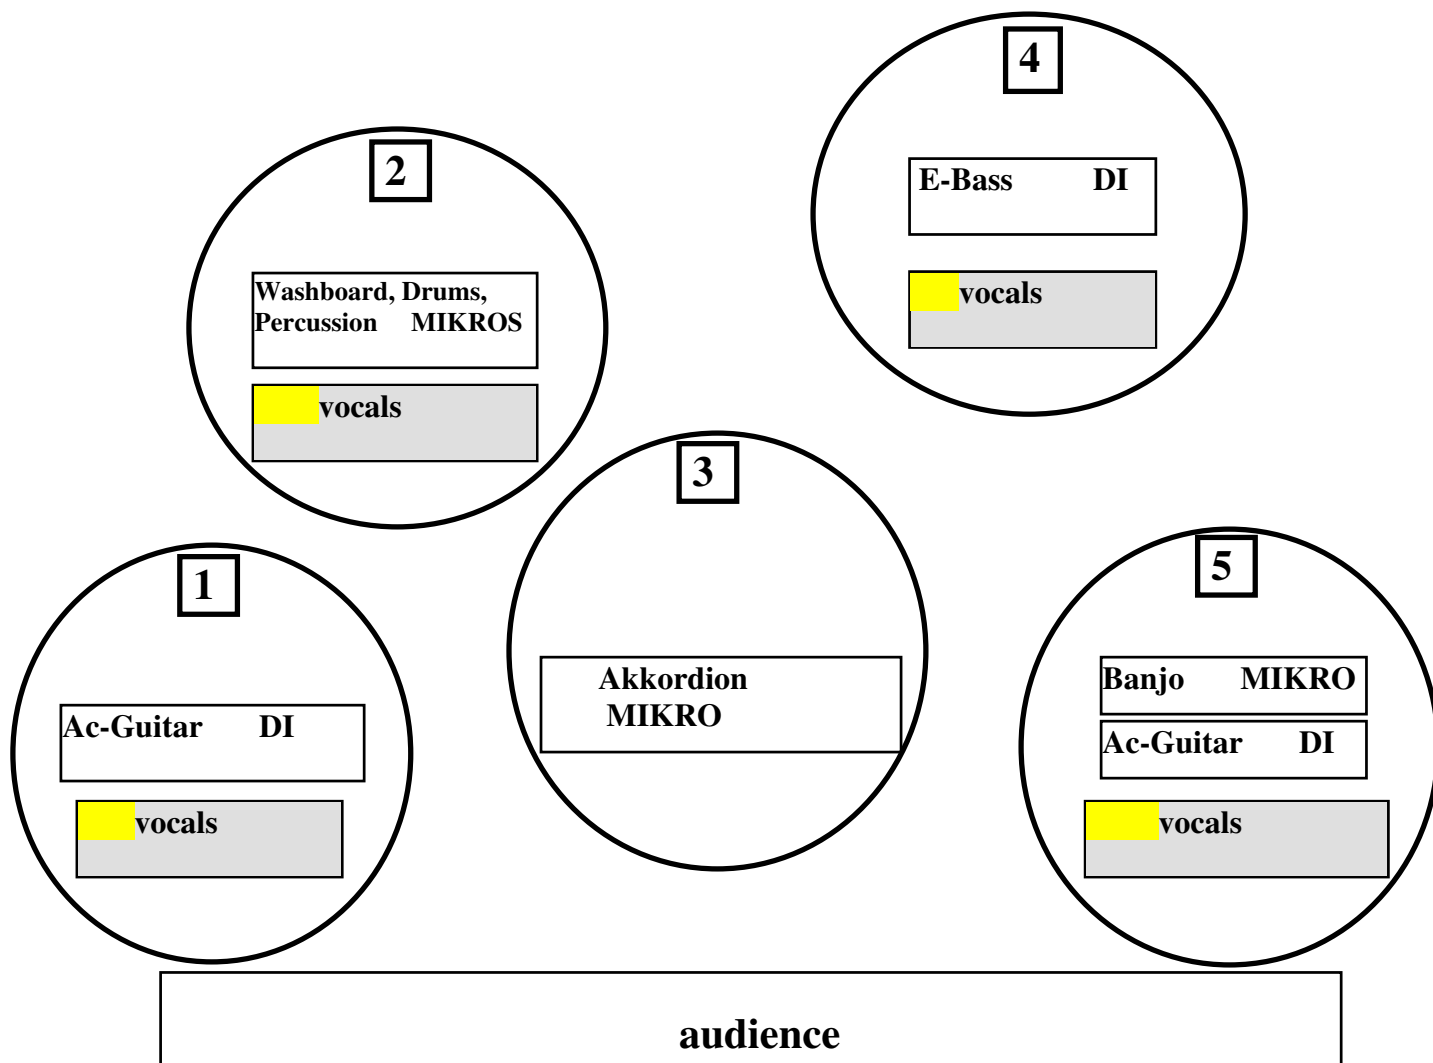 4
E-Bass DI
vocals
2
Washboard, Drums,
Percussion MIKROS
vocals
3
Akkordion
MIKRO
1
Ac-Guitar DI
vocals
5
Banjo MIKRO
Ac-Guitar DI
vocals
audience